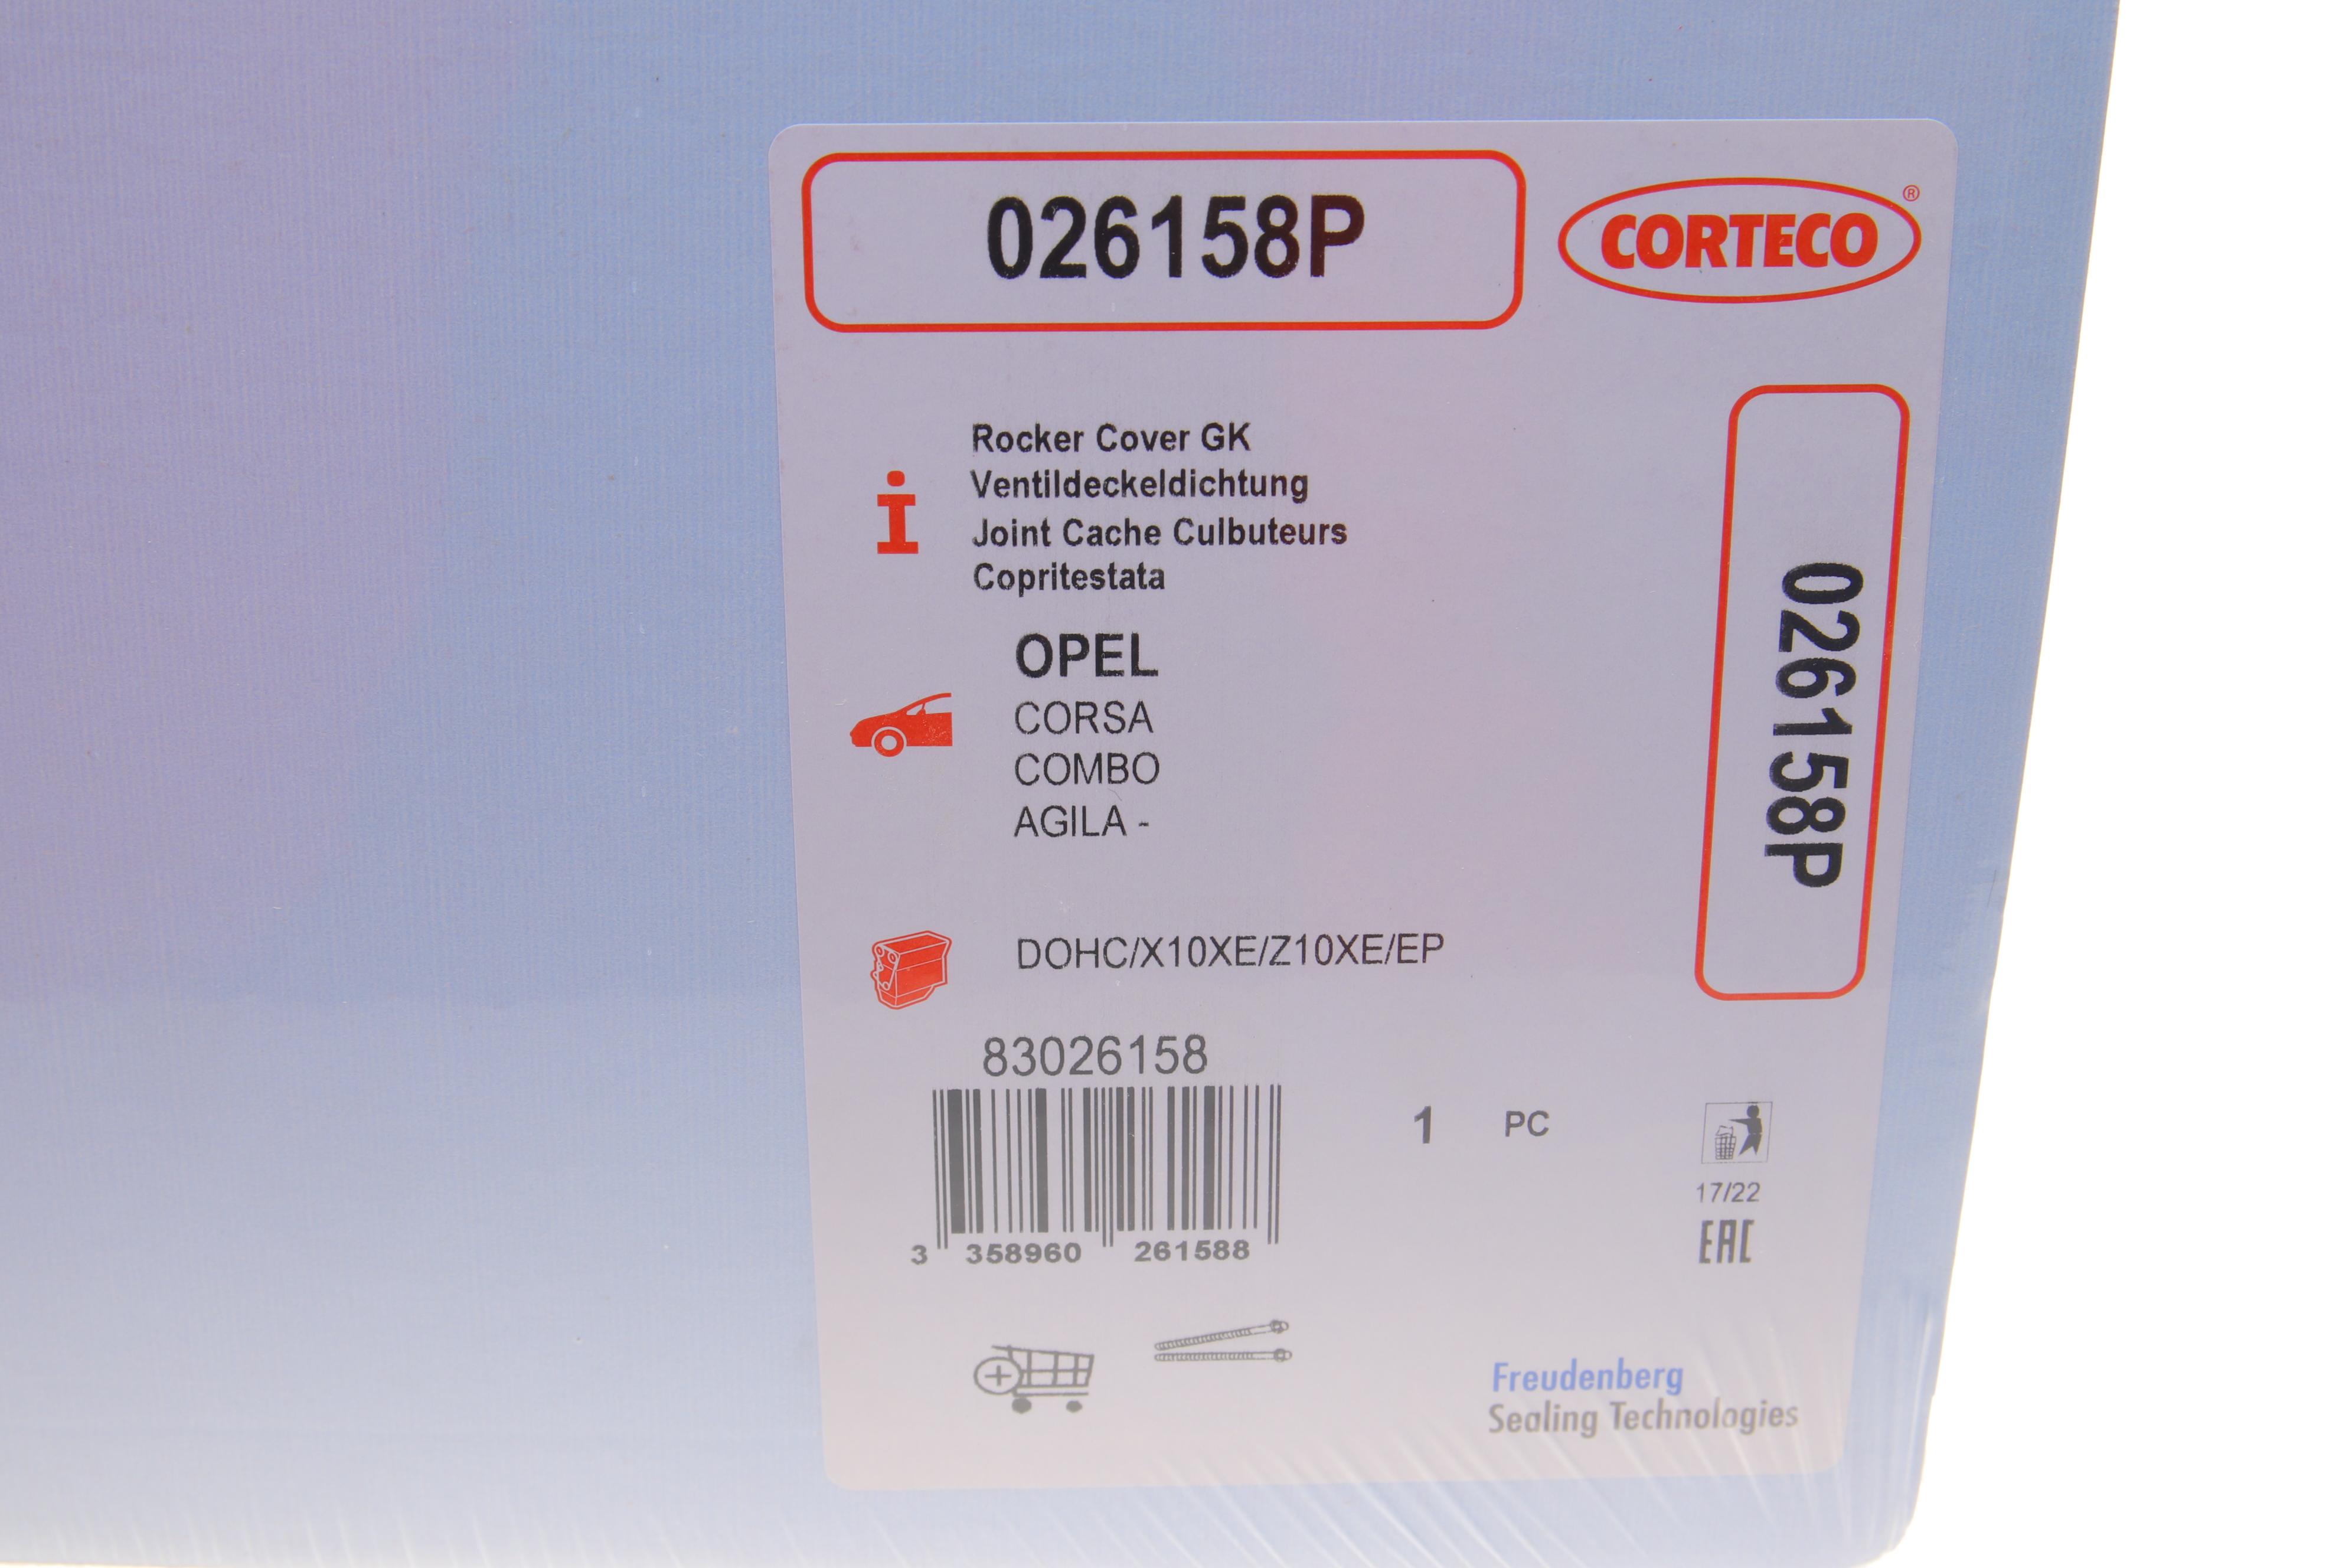 026158P
CORTECO®
Rocker Cover GK
Ventildeckeldichtung
Joint Cache Culbuteurs
Copritestata
OPEL
CORSA
COMBO
AGILA -
026158P
DOHC/X10XE/Z10XE/EP
83026158
3 358960 261588
1 PC
17/22
EAC
Freudenberg
Sealing Technologies